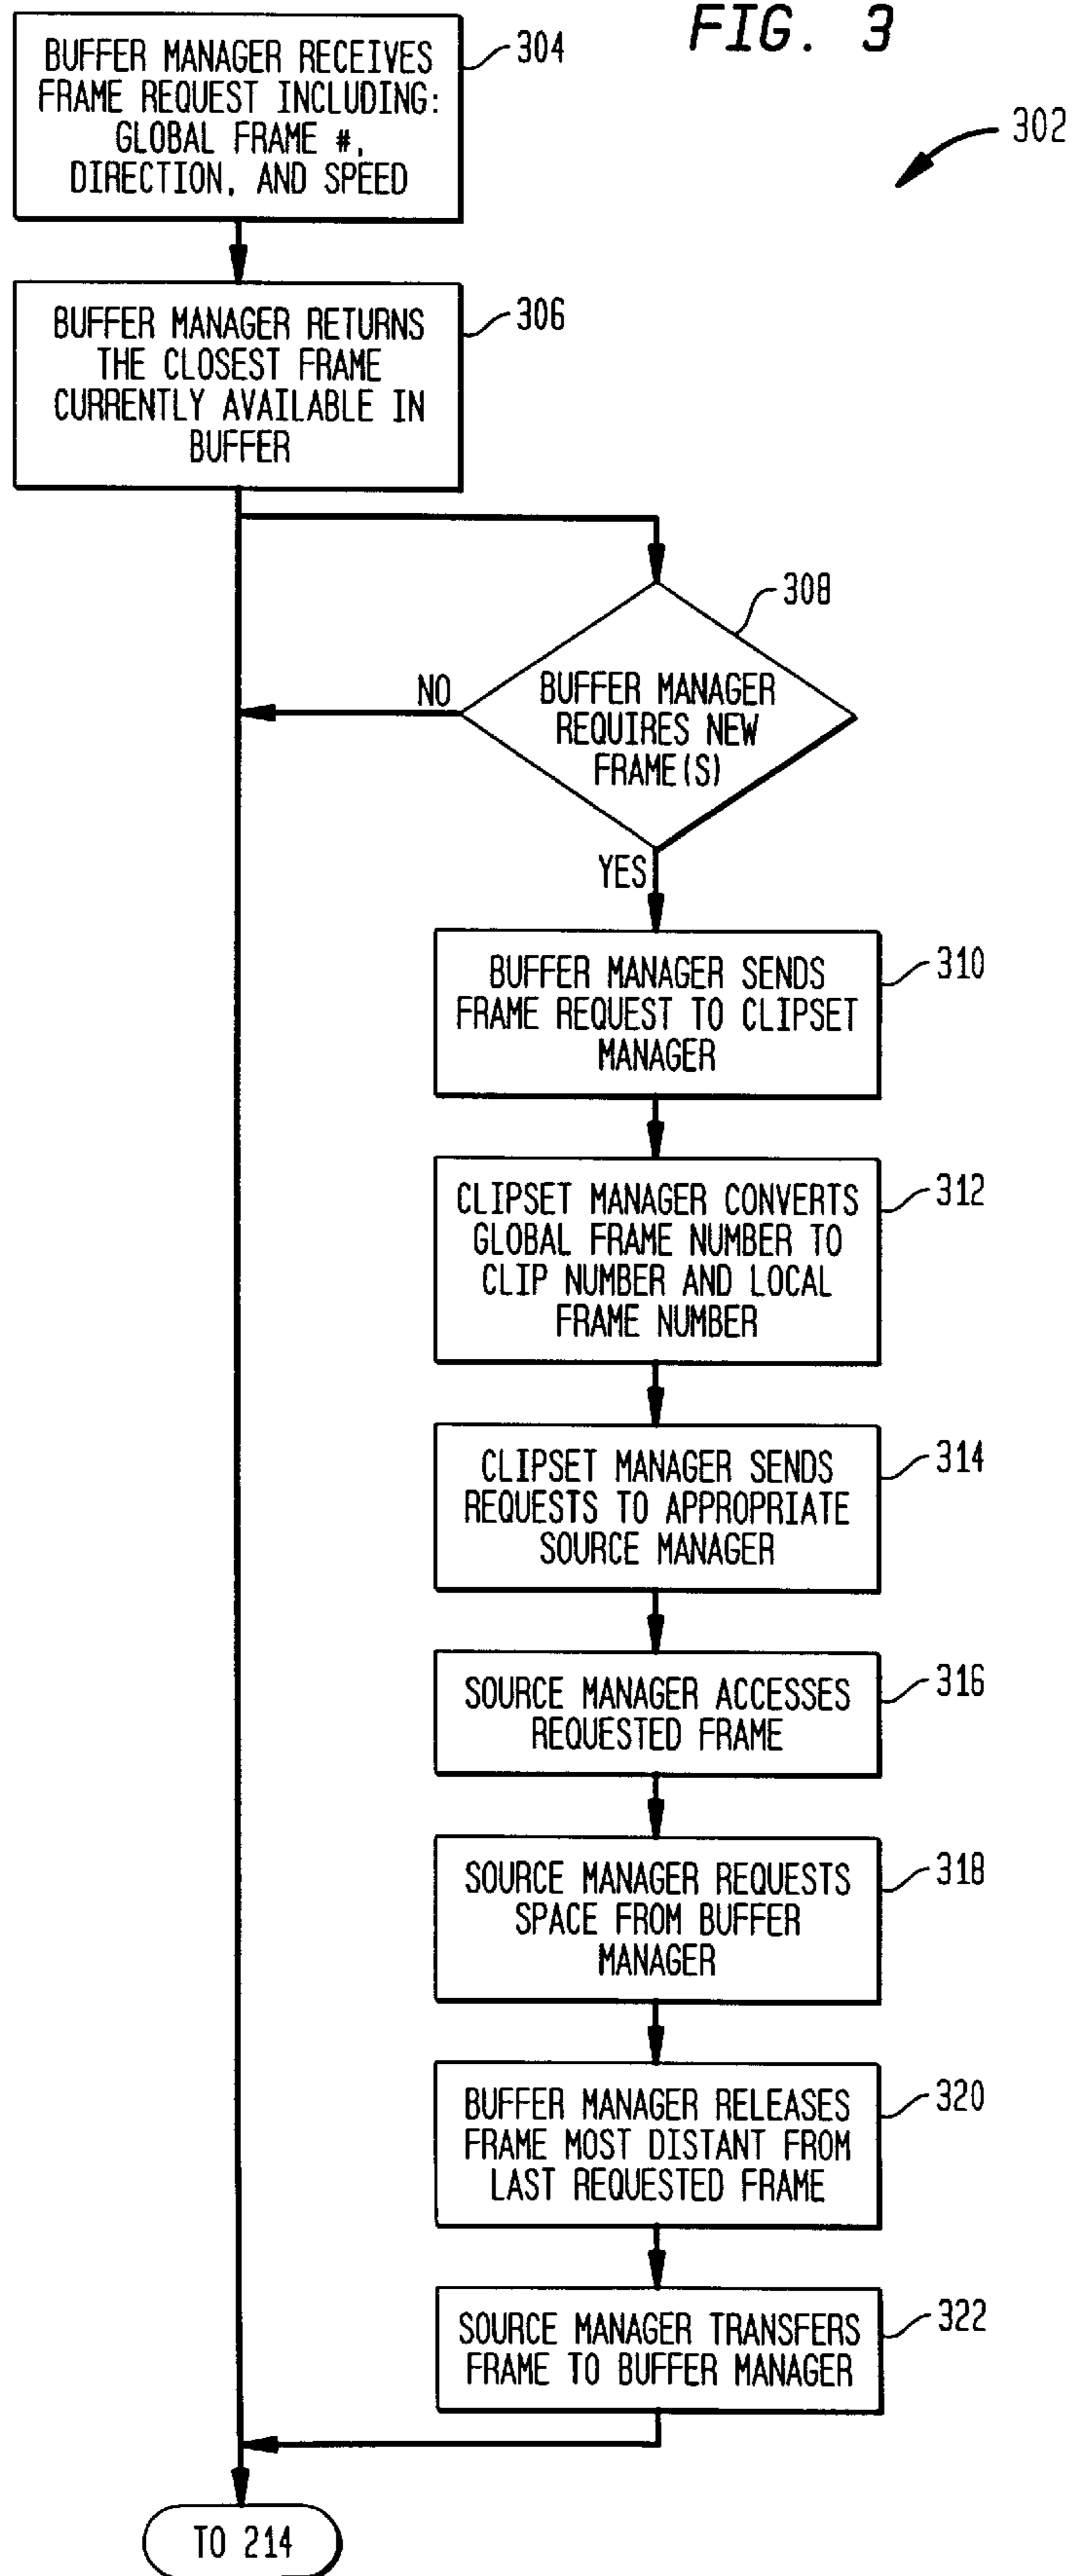 FIG. 3
302
BUFFER MANAGER RECEIVES
FRAME REQUEST INCLUDING:
GLOBAL FRAME #,
DIRECTION, AND SPEED
304
BUFFER MANAGER RETURNS
THE CLOSEST FRAME
CURRENTLY AVAILABLE IN
BUFFER
306
308
BUFFER MANAGER
REQUIRES NEW
FRAME(S)
NO
YES
BUFFER MANAGER SENDS
FRAME REQUEST TO CLIPSET
MANAGER
310
CLIPSET MANAGER CONVERTS
GLOBAL FRAME NUMBER TO
CLIP NUMBER AND LOCAL
FRAME NUMBER
312
CLIPSET MANAGER SENDS
REQUESTS TO APPROPRIATE
SOURCE MANAGER
314
SOURCE MANAGER ACCESSES
REQUESTED FRAME
316
SOURCE MANAGER REQUESTS
SPACE FROM BUFFER
MANAGER
318
BUFFER MANAGER RELEASES
FRAME MOST DISTANT FROM
LAST REQUESTED FRAME
320
SOURCE MANAGER TRANSFERS
FRAME TO BUFFER MANAGER
322
TO 214